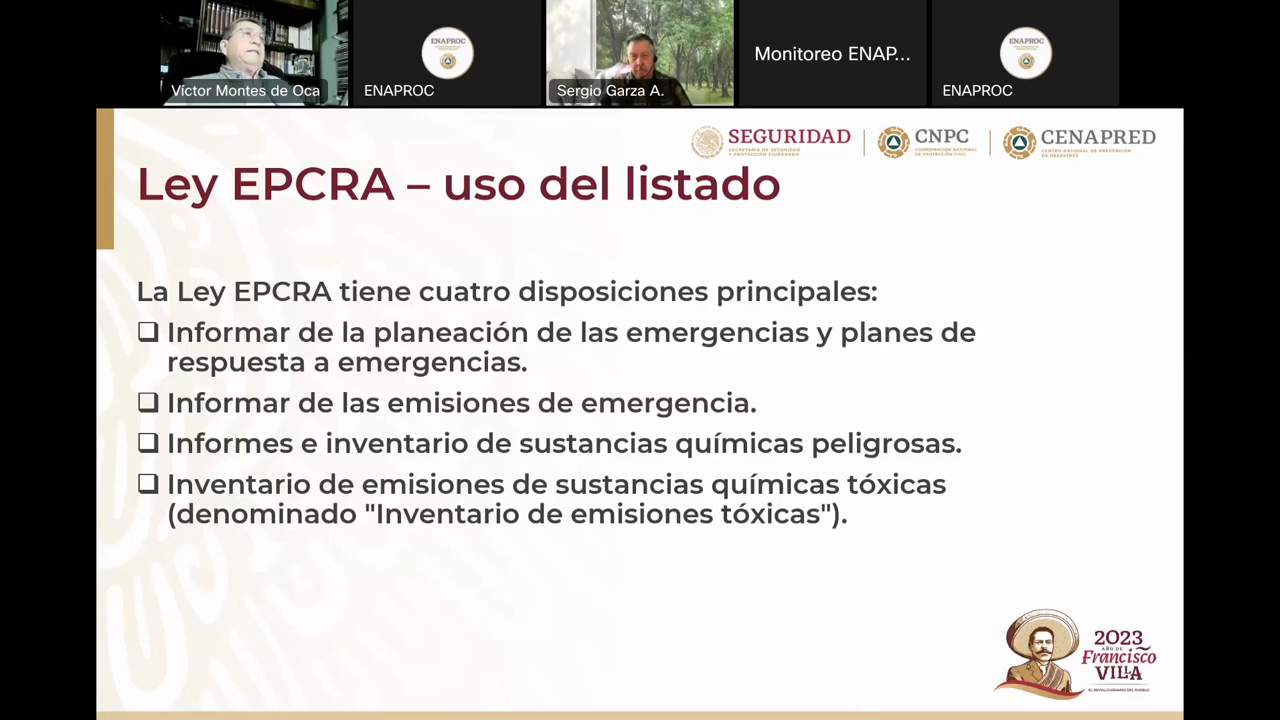 Víctor Montes de Oca
ENAPROC
ENAPROC
Sergio Garza A.
Monitoreo ENAP...
ENAPROC
ENAPROC
SEGURIDAD
SECRETARÍA DE SEGURIDAD
Y PROTECCIÓN CIUDADANA
CNPC
COORDINACIÓN NACIONAL
DE PROTECCIÓN CIVIL
CENAPRED
CENTRO NACIONAL DE PREVENCIÓN
DE DESASTRES
Ley EPCRA – uso del listado
La Ley EPCRA tiene cuatro disposiciones principales:
❑ Informar de la planeación de las emergencias y planes de
respuesta a emergencias.
❑ Informar de las emisiones de emergencia.
❑ Informes e inventario de sustancias químicas peligrosas.
❑ Inventario de emisiones de sustancias químicas tóxicas
(denominado "Inventario de emisiones tóxicas").
2023
AÑO DE
Francisco
VILLA
EL REVOLUCIONARIO DEL PUEBLO